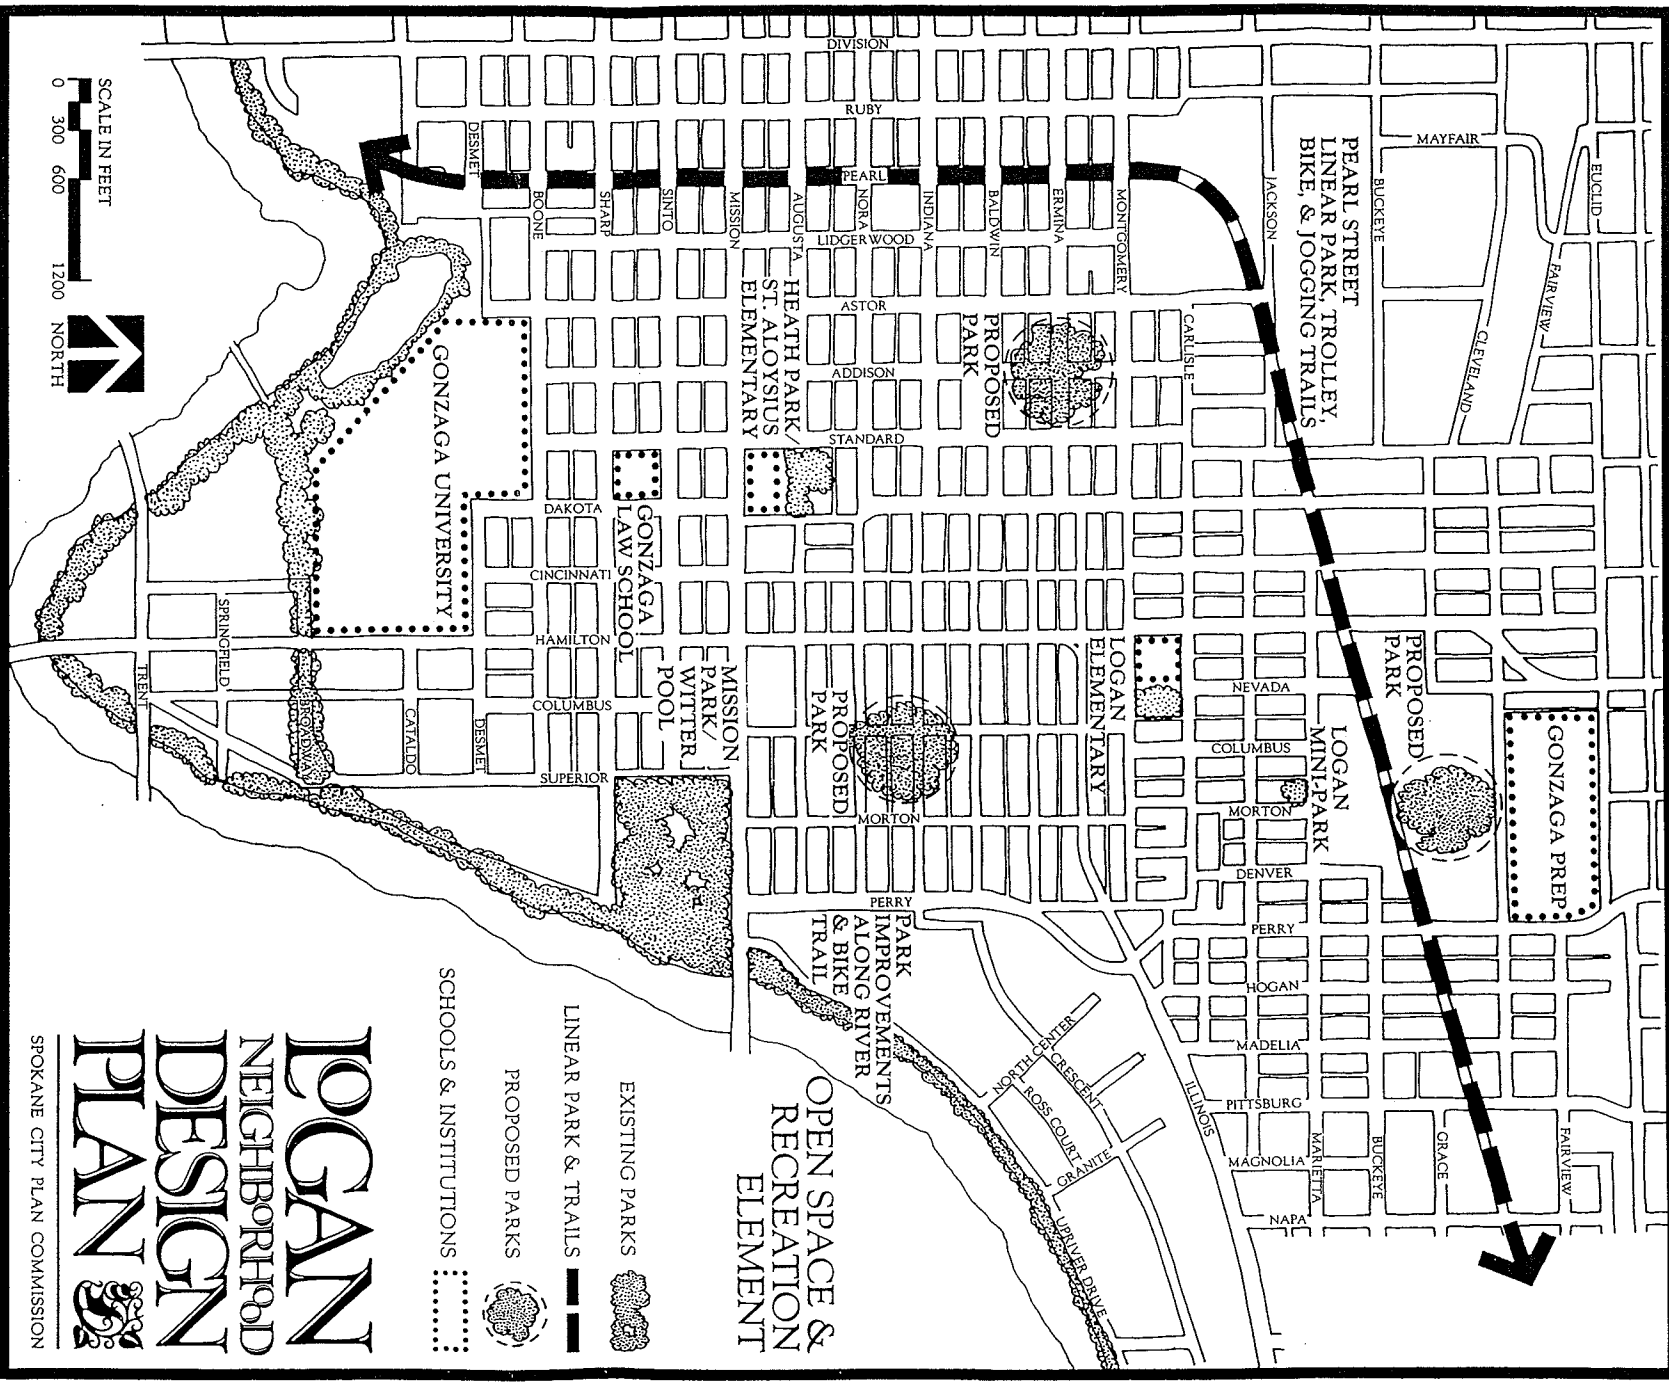 DIVISION
RUBY
PEARL
LIDGERWOOD
ASTOR
ADDISON
STANDARD
DAKOTA
CINCINNATI
HAMILTON
COLUMBUS
SUPERIOR
NEVADA
COLUMBUS
MORTON
MORTON
DENVER
PERRY
PERRY
HOGAN
MADELIA
PITTSBURG
MAGNOLIA
NAPA
DESMET
BOONE
SHARP
SINTO
MISSION
AUGUSTA
NORA
INDIANA
BALDWIN
ERMINA
MONTGOMERY
CARLISLE
JACKSON
BUCKEYE
MAYFAIR
EUCLID
FAIRVIEW
CLEVELAND
PEARL STREET
LINEAR PARK, TROLLEY,
BIKE, & JOGGING TRAILS
PROPOSED
PARK
HEATH PARK/
ST. ALOYSIUS
ELEMENTARY
GONZAGA UNIVERSITY
GONZAGA
LAW SCHOOL
MISSION
PARK/
WITTER
POOL
PROPOSED
PARK
LOGAN
ELEMENTARY
LOGAN
MINI-PARK
PROPOSED
PARK
GONZAGA PREP
PARK
IMPROVEMENTS
ALONG RIVER
& BIKE
TRAIL
SPRINGFIELD
TRENT
BROADWAY
CATALDO
DESMET
NORTH CENTER
CRESCENT
ROSS COURT
GRANITE
UPRIVER DRIVE
ILLINOIS
MARIETTA
BUCKEYE
GRACE
FAIRVIEW
SCALE IN FEET
0 300 600 1200
NORTH
OPEN SPACE &
RECREATION
ELEMENT
EXISTING PARKS
LINEAR PARK & TRAILS
PROPOSED PARKS
SCHOOLS & INSTITUTIONS
LOGAN
NEIGHBORHOOD
DESIGN
PLAN
SPOKANE CITY PLAN COMMISSION